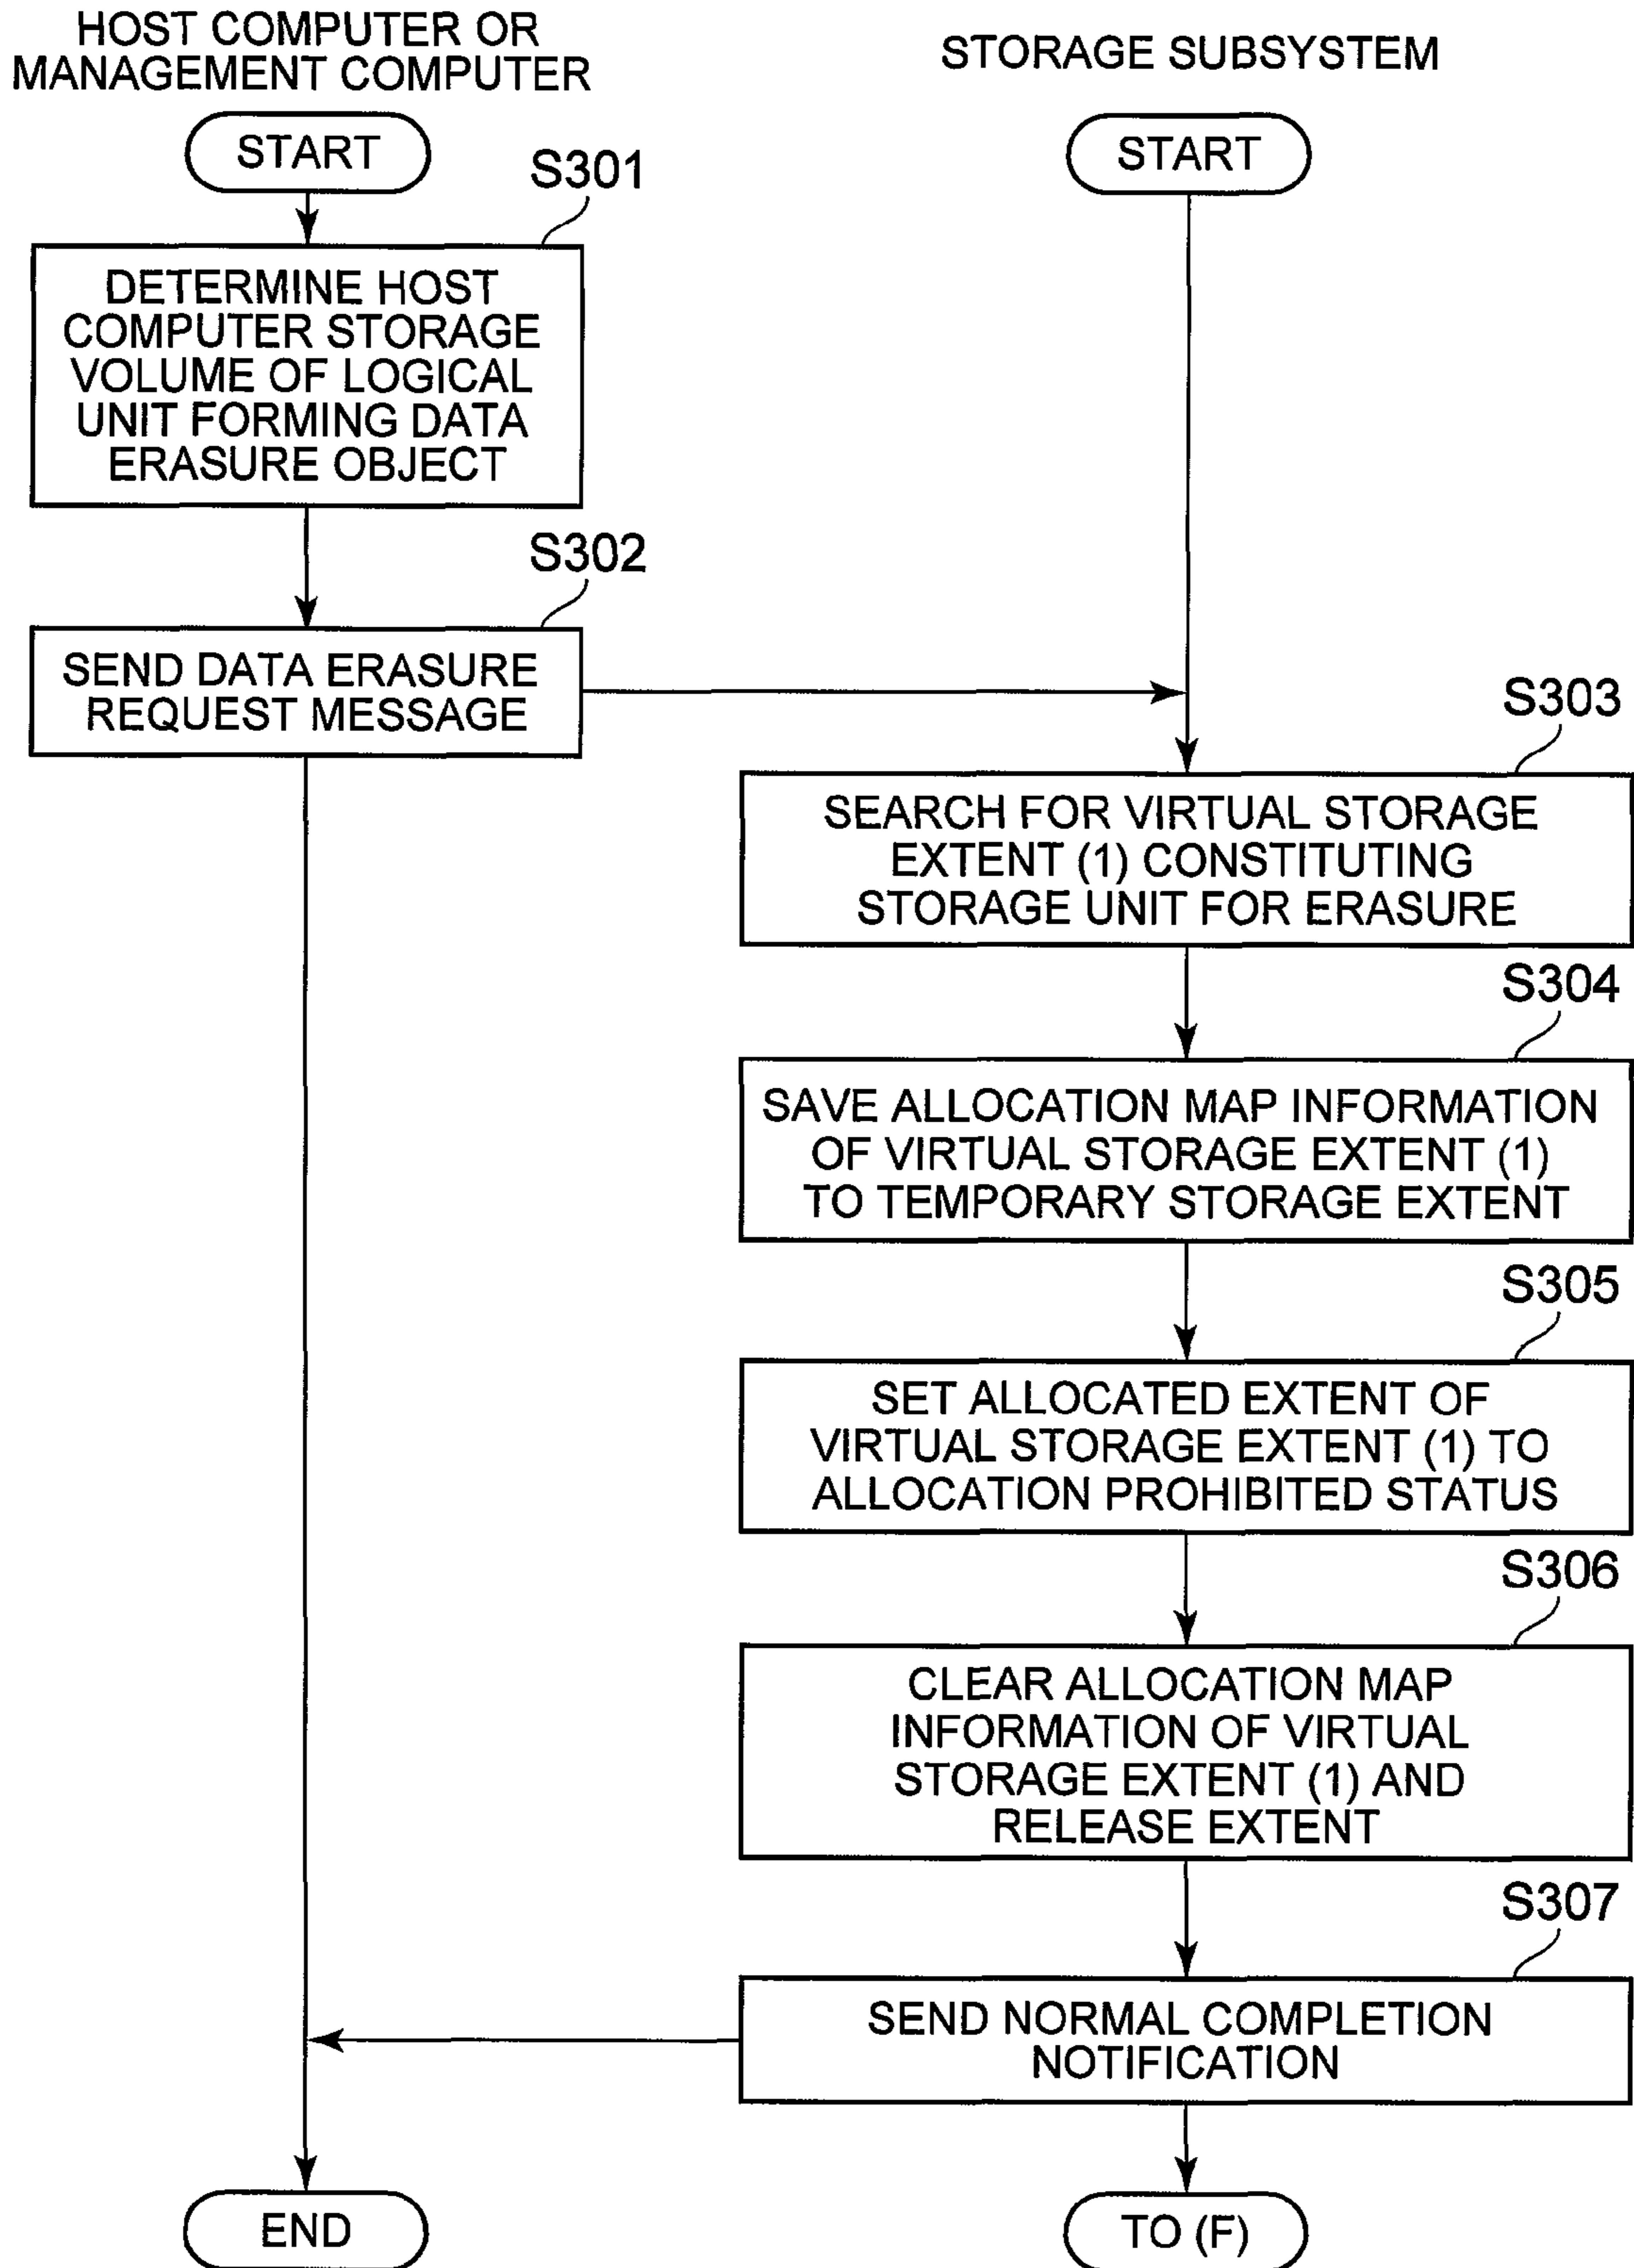 HOST COMPUTER OR
MANAGEMENT COMPUTER
STORAGE SUBSYSTEM
START
START
S301
DETERMINE HOST
COMPUTER STORAGE
VOLUME OF LOGICAL
UNIT FORMING DATA
ERASURE OBJECT
S302
SEND DATA ERASURE
REQUEST MESSAGE
S303
SEARCH FOR VIRTUAL STORAGE
EXTENT (1) CONSTITUTING
STORAGE UNIT FOR ERASURE
S304
SAVE ALLOCATION MAP INFORMATION
OF VIRTUAL STORAGE EXTENT (1)
TO TEMPORARY STORAGE EXTENT
S305
SET ALLOCATED EXTENT OF
VIRTUAL STORAGE EXTENT (1) TO
ALLOCATION PROHIBITED STATUS
S306
CLEAR ALLOCATION MAP
INFORMATION OF VIRTUAL
STORAGE EXTENT (1) AND
RELEASE EXTENT
S307
SEND NORMAL COMPLETION
NOTIFICATION
END
TO (F)